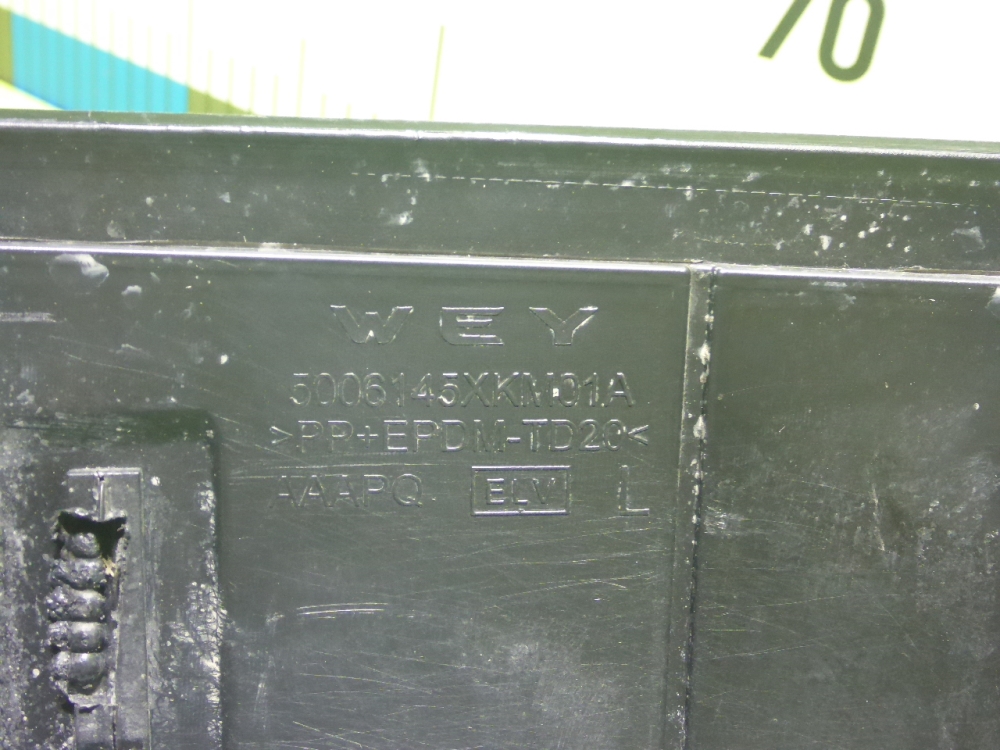 70
WEY
5006145XKM01A
>PP+EPDM-TD20<
AAAPQ ELV L